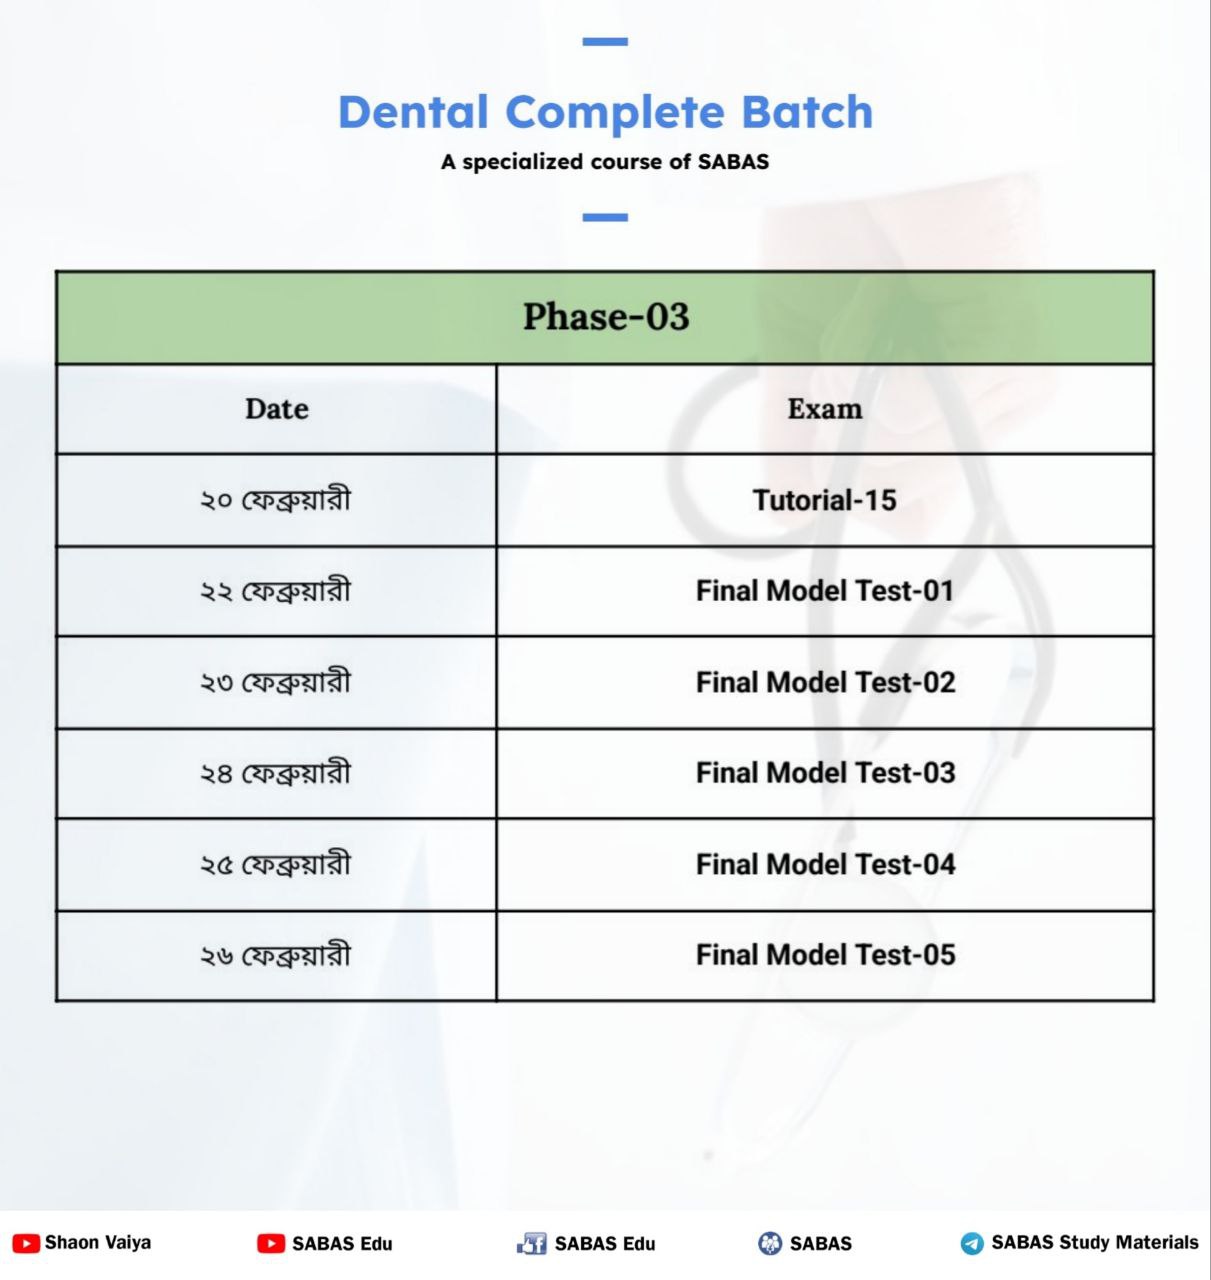 Dental Complete Batch
A specialized course of SABAS
Phase-03
Date Exam
২০ ফেব্রুয়ারী Tutorial-15
২২ ফেব্রুয়ারী Final Model Test-01
২৩ ফেব্রুয়ারী Final Model Test-02
২৪ ফেব্রুয়ারী Final Model Test-03
২৫ ফেব্রুয়ারী Final Model Test-04
২৬ ফেব্রুয়ারী Final Model Test-05
Shaon Vaiya SABAS Edu SABAS Edu SABAS SABAS Study Materials